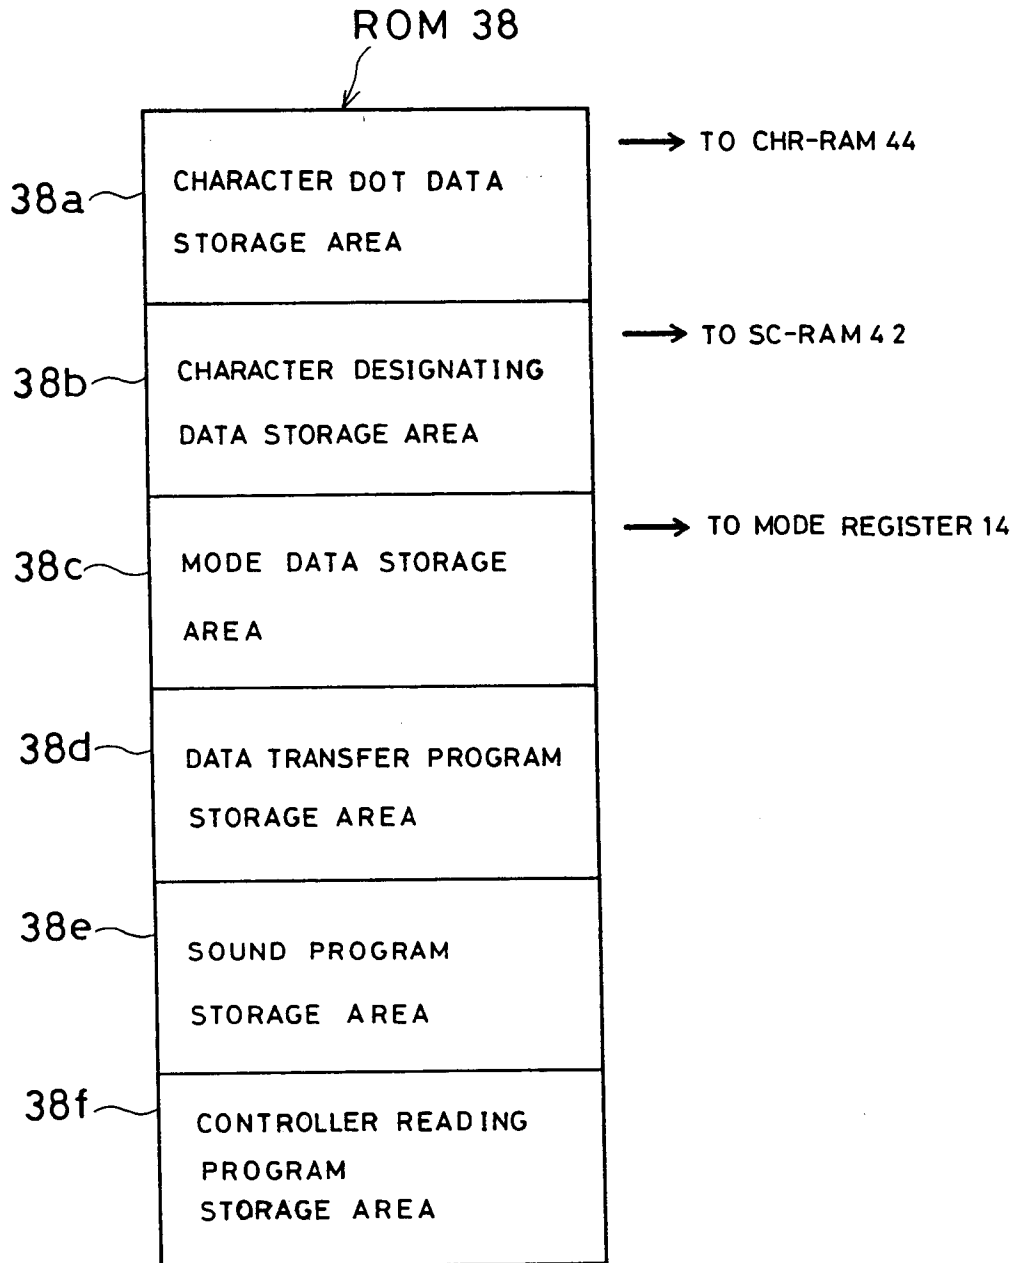 ROM 38
38a
CHARACTER DOT DATA
STORAGE AREA
TO CHR-RAM 44
38b
CHARACTER DESIGNATING
DATA STORAGE AREA
TO SC-RAM 42
38c
MODE DATA STORAGE
AREA
TO MODE REGISTER 14
38d
DATA TRANSFER PROGRAM
STORAGE AREA
38e
SOUND PROGRAM
STORAGE AREA
38f
CONTROLLER READING
PROGRAM
STORAGE AREA